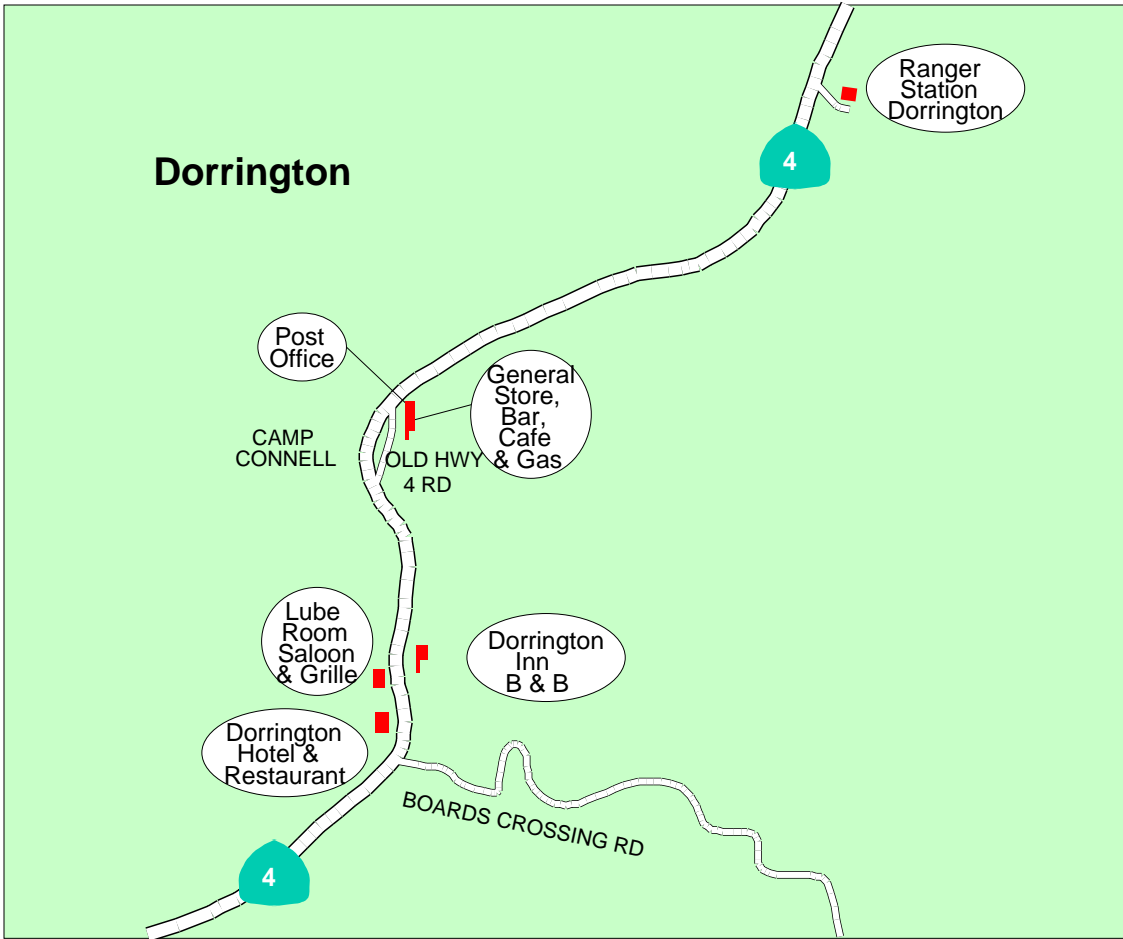 Ranger
Station
Dorrington
4
Dorrington
Post
Office
General
Store,
Bar,
Cafe
& Gas
CAMP
CONNELL
OLD HWY
4 RD
Lube
Room
Saloon
& Grille
Dorrington
Inn
B & B
Dorrington
Hotel &
Restaurant
BOARDS CROSSING RD
4